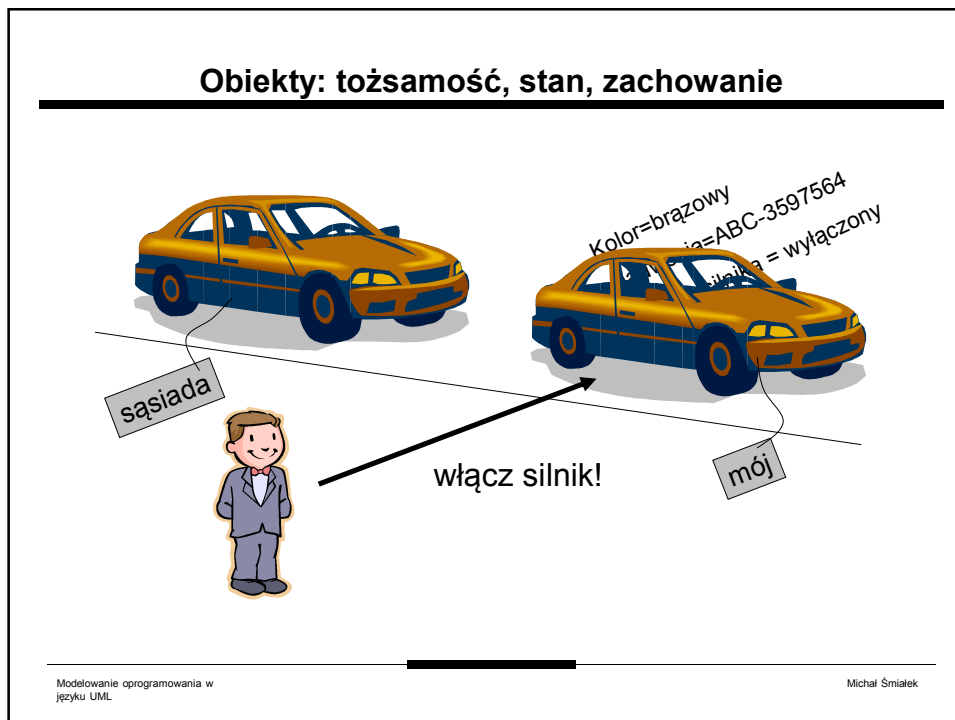 Obiekty: tożsamość, stan, zachowanie
Kolor=brązowy
=ABC-3597564
= wyłączony
sąsiada
włącz silnik!
mój
Modelowanie oprogramowania w
języku UML
Michał Śmiałek